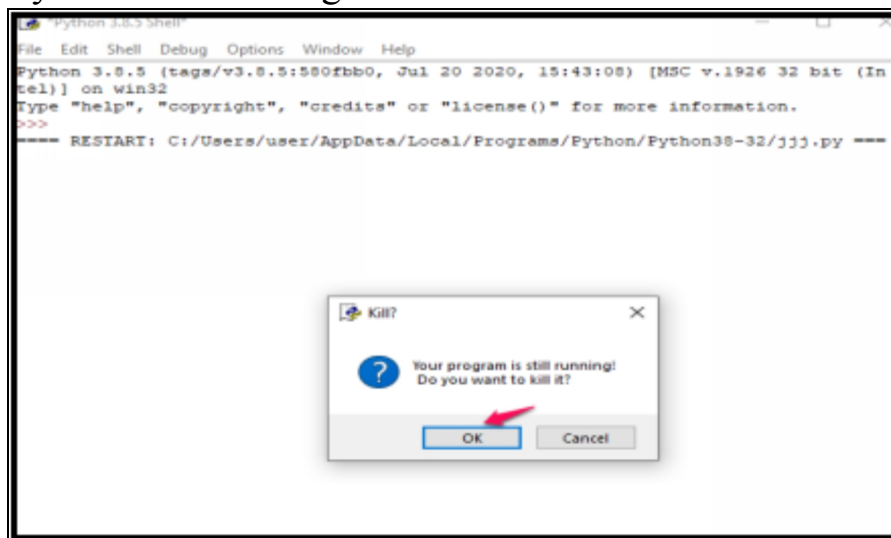 *Python 3.8.5 Shell*
File Edit Shell Debug Options Window Help
Python 3.8.5 (tags/v3.8.5:580fbb0, Jul 20 2020, 15:43:08) [MSC v.1926 32 bit (In
tel)] on win32
Type "help", "copyright", "credits" or "license()" for more information.
>>>
==== RESTART: C:/Users/user/AppData/Local/Programs/Python/Python38-32/jjj.py ===
Kill?
Your program is still running!
Do you want to kill it?
OK Cancel